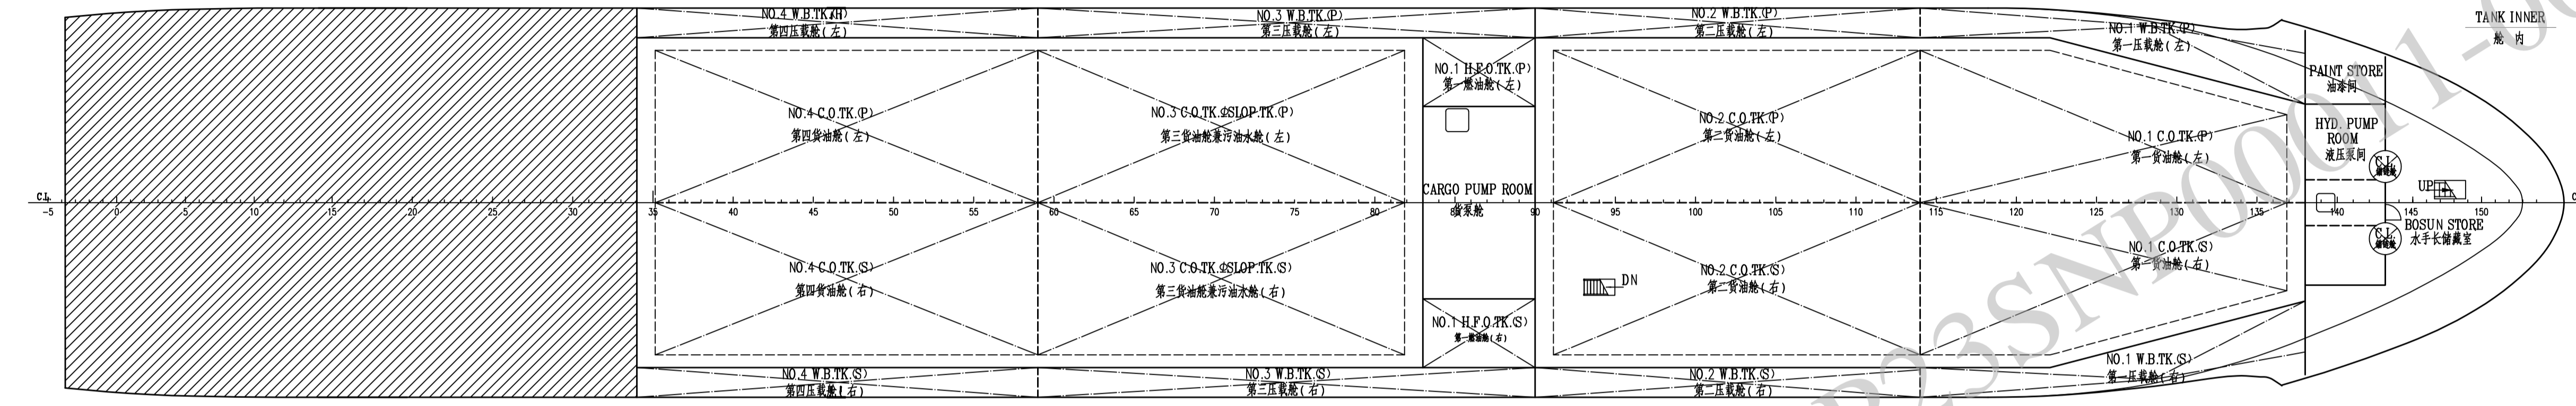 NO.4 W.B.TK.(P)
第四压载舱(左)
NO.3 W.B.TK.(P)
第三压载舱(左)
NO.2 W.B.TK.(P)
第二压载舱(左)
NO.1 W.B.TK.(P)
第一压载舱(左)
TANK INNER
舱 内
NO.1 H.F.O.TK.(P)
第一燃油舱(左)
PAINT STORE
油漆间
NO.4 C.O.TK.(P)
第四货油舱(左)
NO.3 C.O.TK.&SLOP.TK.(P)
第三货油舱兼污油水舱(左)
NO.2 C.O.TK.(P)
第二货油舱(左)
NO.1 C.O.TK.(P)
第一货油舱(左)
HYD. PUMP
ROOM
液压泵间
C.L.
锚链舱
UP
CARGO PUMP ROOM
货泵舱
C.L.
-5 0 5 10 15 20 25 30 35 40 45 50 55 60 65 70 75 80 85 90 95 100 105 110 115 120 125 130 135 140 145 150
C
BOSUN STORE
水手长储藏室
C.L.
锚链舱
NO.4 C.O.TK.(S)
第四货油舱(右)
NO.3 C.O.TK.&SLOP.TK.(S)
第三货油舱兼污油水舱(右)
NO.2 C.O.TK.(S)
第二货油舱(右)
NO.1 C.O.TK.(S)
第一货油舱(右)
DN
NO.1 H.F.O.TK.(S)
第一燃油舱(右)
NO.4 W.B.TK.(S)
第四压载舱(右)
NO.3 W.B.TK.(S)
第三压载舱(右)
NO.2 W.B.TK.(S)
第二压载舱(右)
NO.1 W.B.TK.(S)
第一压载舱(右)
23SNP00011-0